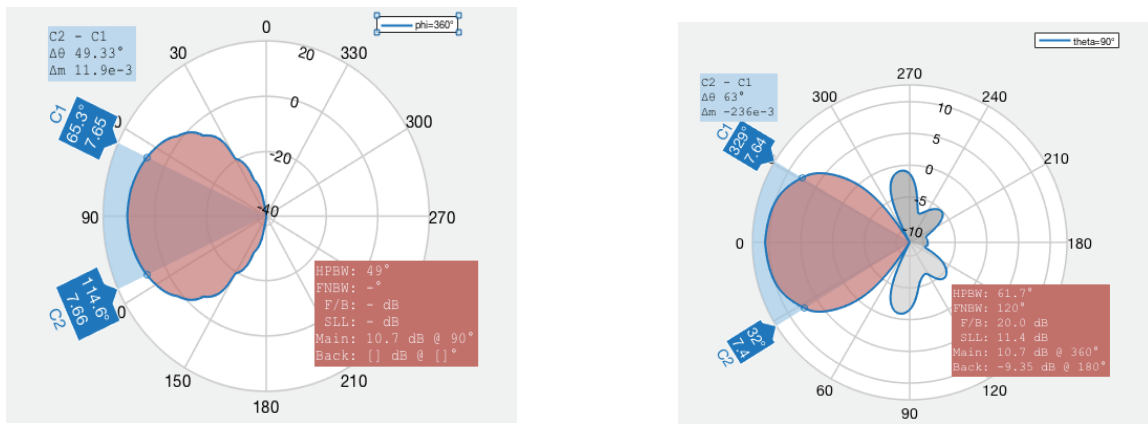 phi=360°
C2 - C1
Δθ 49.33°
Δm 11.9e-3
0
30
330
20
0
300
-20
-40
C1
65.3°
7.65
0
90
270
114.6°
7.66
C2
0
HPBW: 49°
FNBW: -°
F/B: - dB
SLL: - dB
Main: 10.7 dB @ 90°
Back: [] dB @ []°
150
210
180
theta=90°
C2 - C1
Δθ 63°
Δm -236e-3
270
300
240
10
5
0
-5
-10
C1
329°
7.64
210
0
180
32°
7.4
C2
HPBW: 61.7°
FNBW: 120°
F/B: 20.0 dB
SLL: 11.4 dB
Main: 10.7 dB @ 360°
Back: -9.35 dB @ 180°
60
120
90